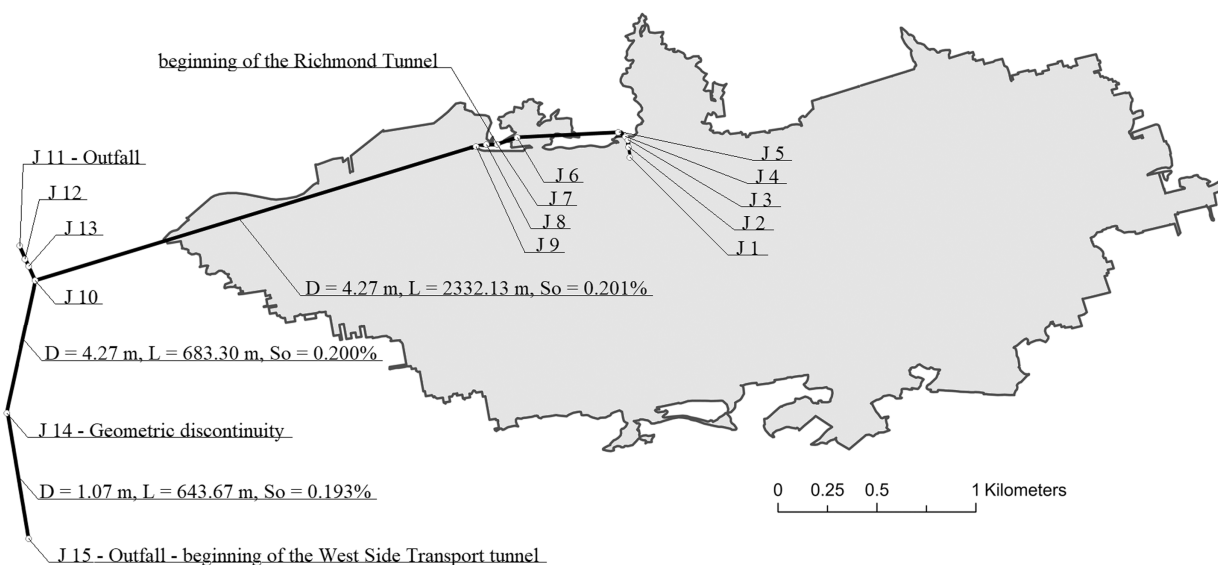 beginning of the Richmond Tunnel
J 11 - Outfall
J 12
J 13
J 10
J 5
J 4
J 3
J 2
J 1
J 6
J 7
J 8
J 9
D = 4.27 m, L = 2332.13 m, So = 0.201%
D = 4.27 m, L = 683.30 m, So = 0.200%
J 14 - Geometric discontinuity
D = 1.07 m, L = 643.67 m, So = 0.193%
J 15 - Outfall - beginning of the West Side Transport tunnel
0 0.25 0.5 1 Kilometers